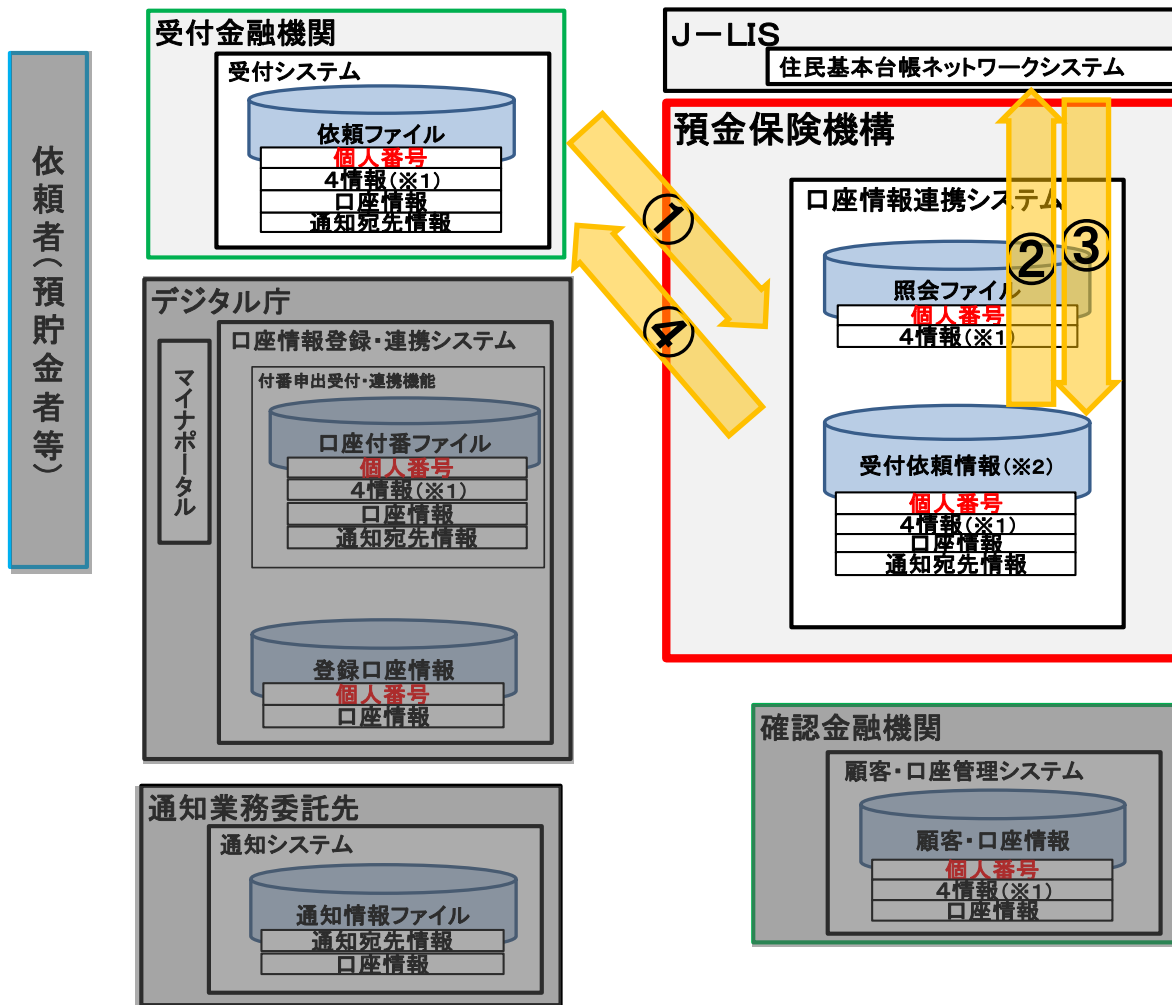 依頼者(預貯金者等)
受付金融機関
受付システム
依頼ファイル
個人番号
4情報(※1)
口座情報
通知宛先情報
J-LIS
住民基本台帳ネットワークシステム
預金保険機構
口座情報連携システム
照会ファイル
個人番号
4情報(※1)
受付依頼情報(※2)
個人番号
4情報(※1)
口座情報
通知宛先情報
①
②
③
④
デジタル庁
マイナポータル
口座情報登録・連携システム
付番申出受付・連携機能
口座付番ファイル
個人番号
4情報(※1)
口座情報
通知宛先情報
登録口座情報
個人番号
口座情報
確認金融機関
顧客・口座管理システム
顧客・口座情報
個人番号
4情報(※1)
口座情報
通知業務委託先
通知システム
通知情報ファイル
通知宛先情報
口座情報